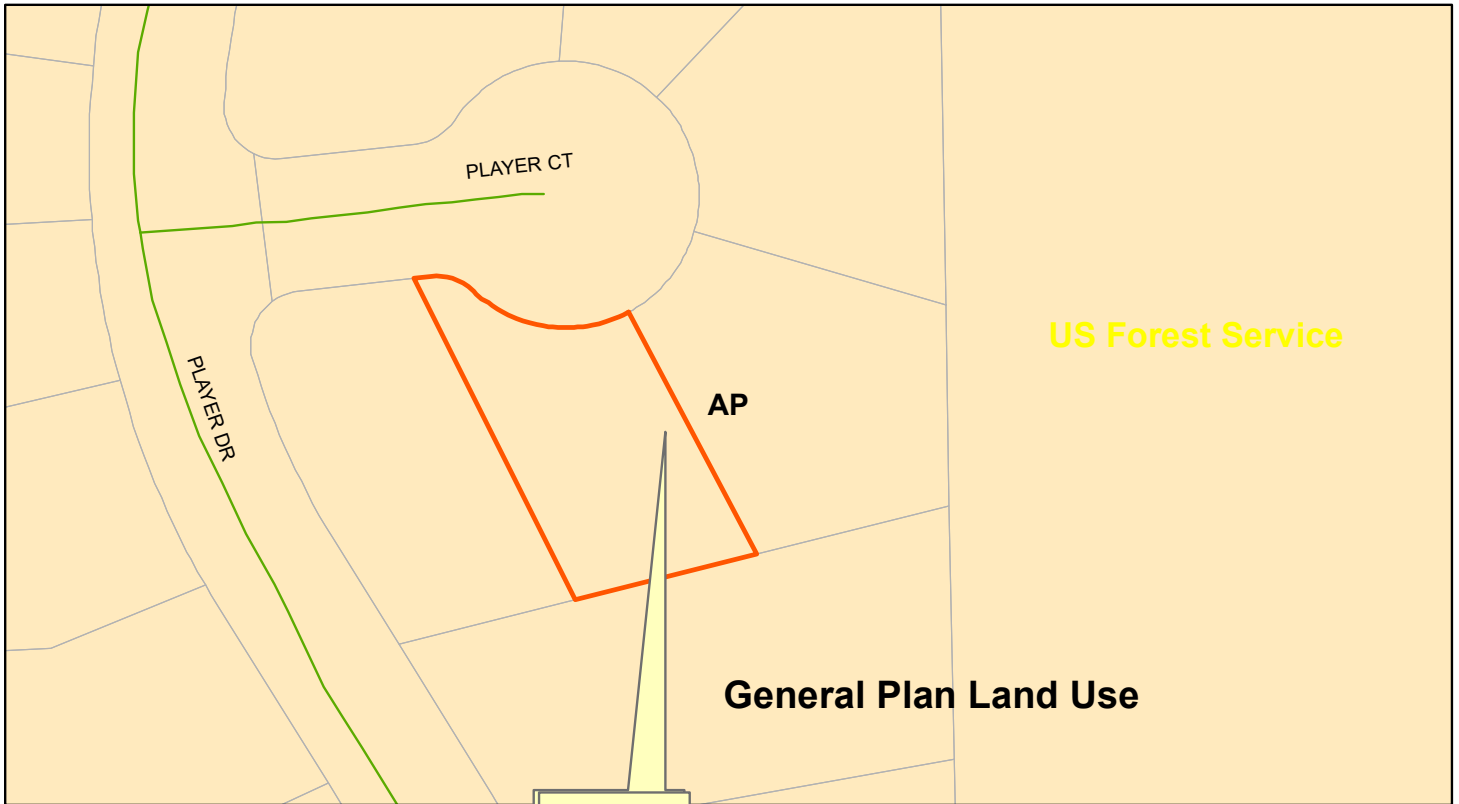 PLAYER CT
US Forest Service
PLAYER DR
AP
General Plan Land Use